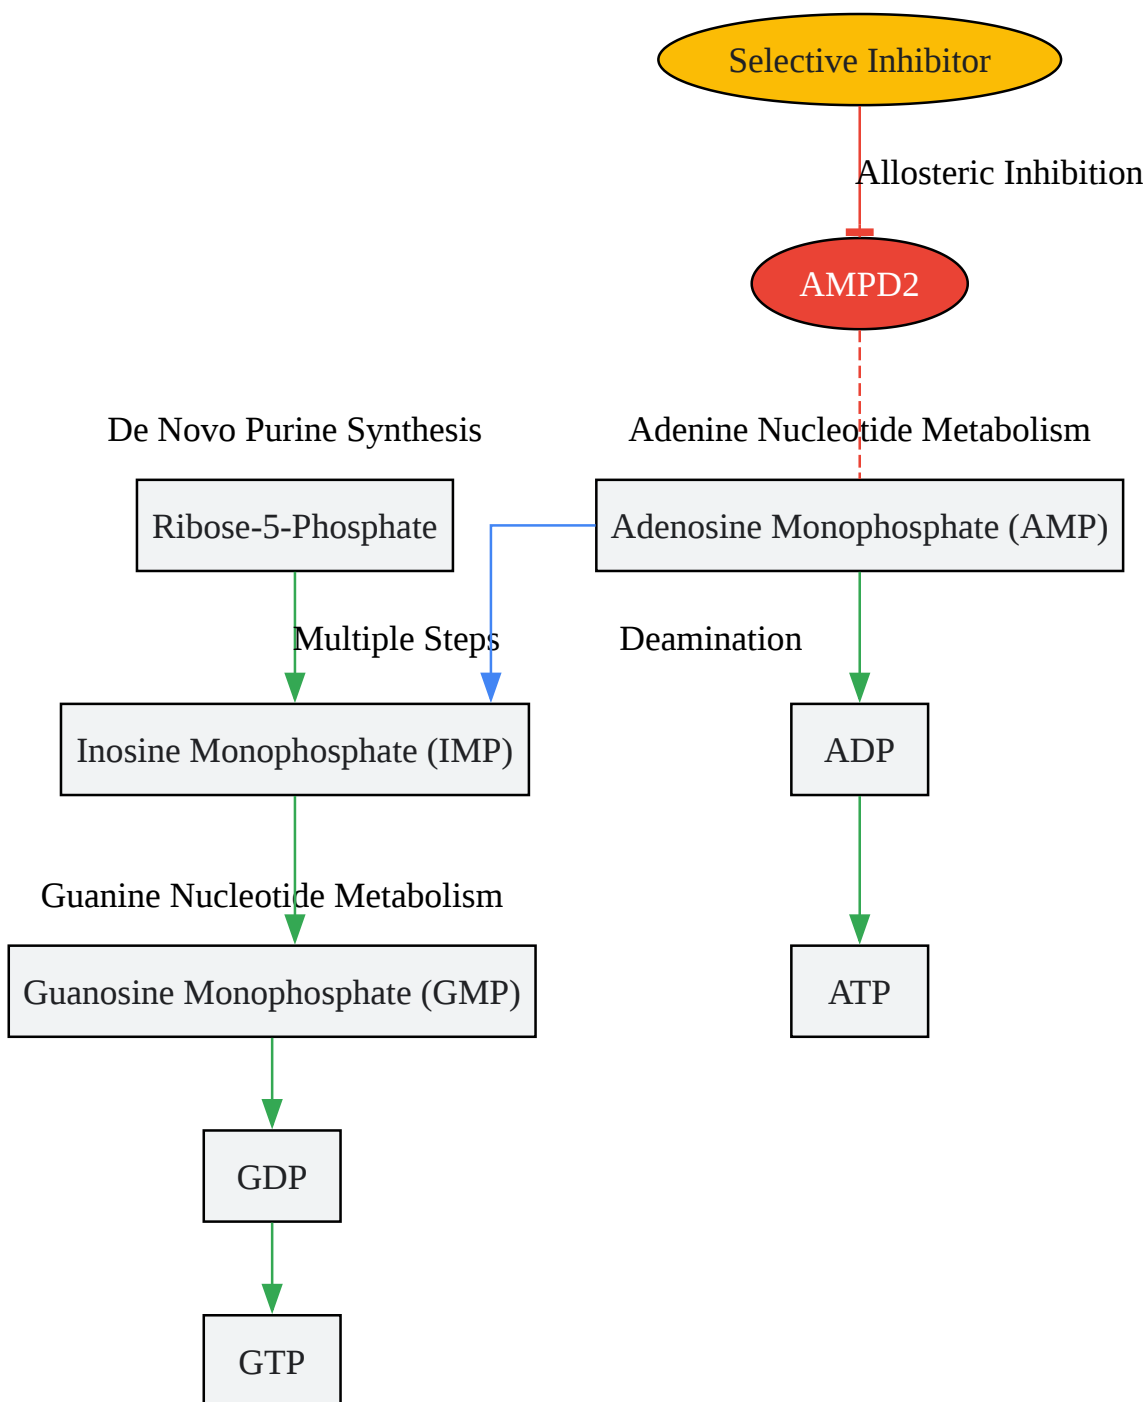 Selective Inhibitor
Allosteric Inhibition
AMPD2
De Novo Purine Synthesis
Adenine Nucleotide Metabolism
Ribose-5-Phosphate
Adenosine Monophosphate (AMP)
Multiple Steps
Deamination
Inosine Monophosphate (IMP)
ADP
Guanine Nucleotide Metabolism
Guanosine Monophosphate (GMP)
ATP
GDP
GTP